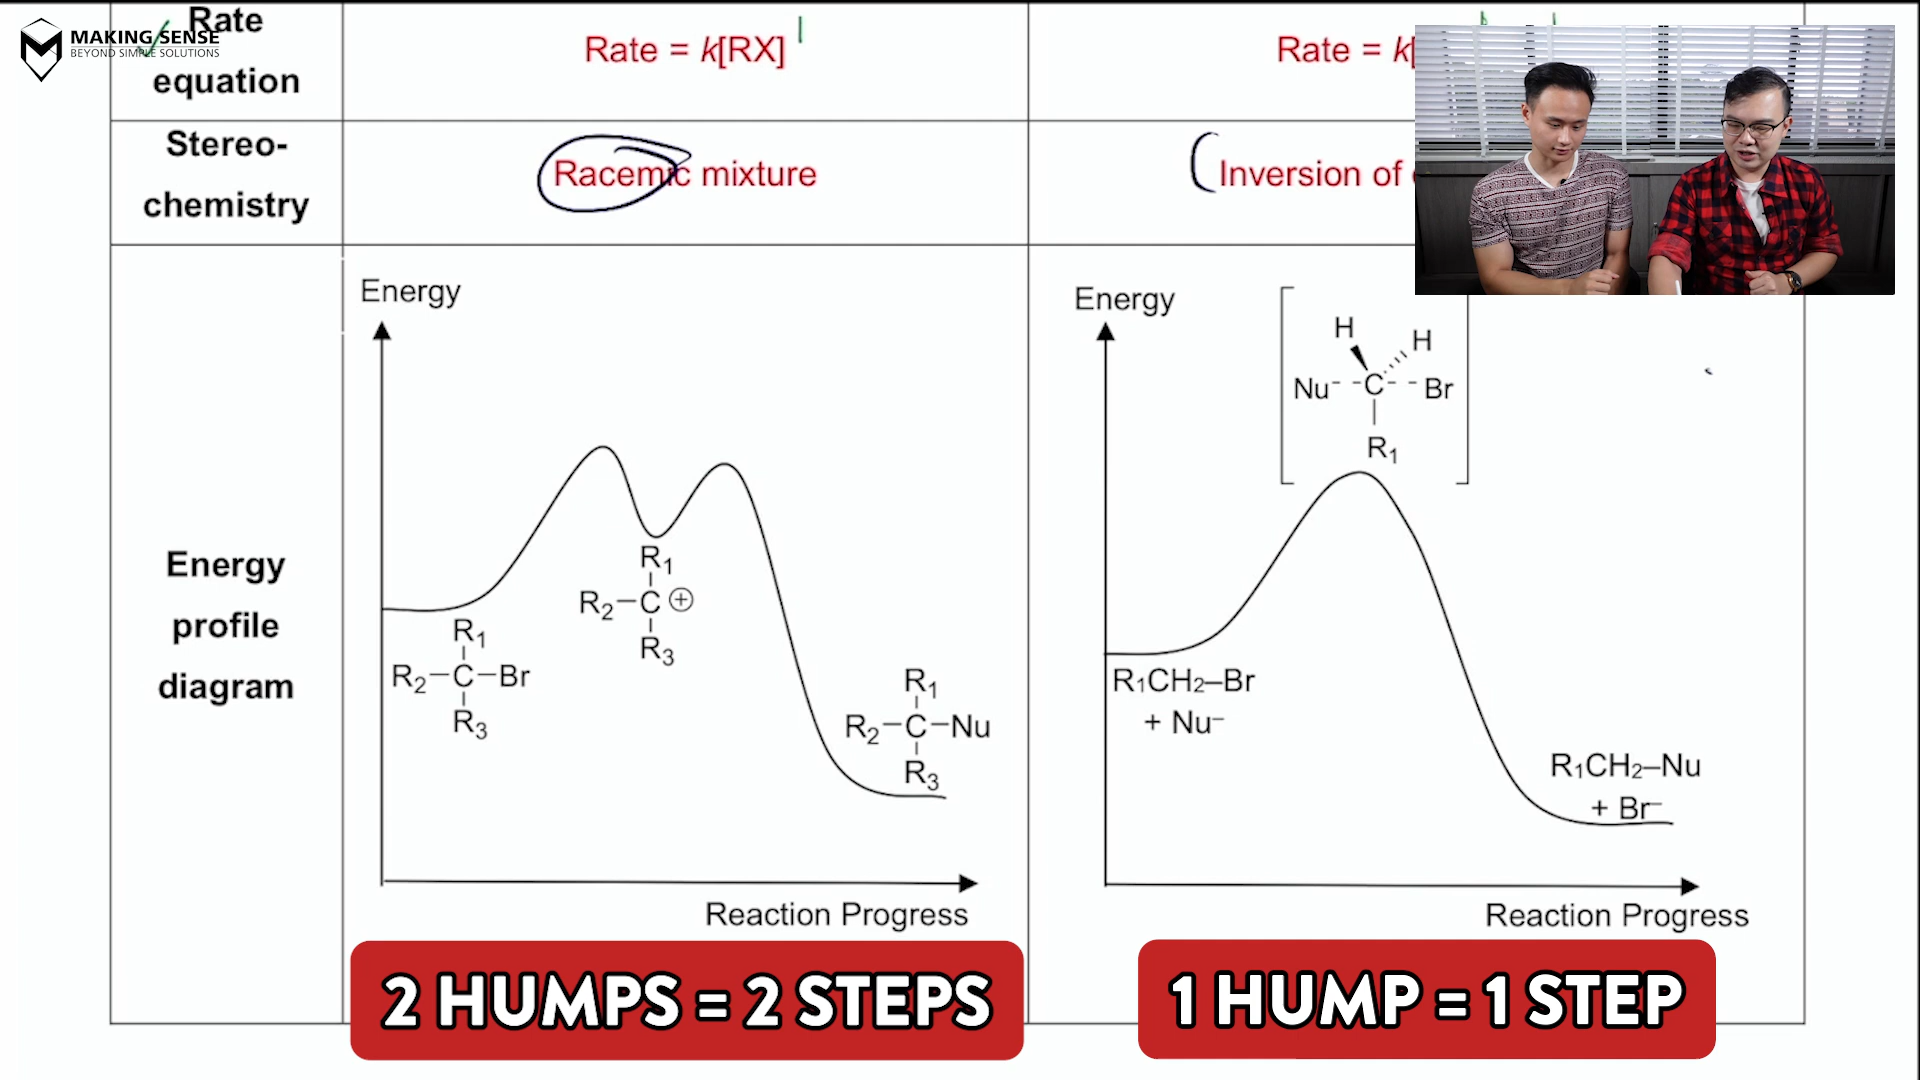 MAKING SENSE
BEYOND SIMPLE SOLUTIONS
Rate
equation
Rate = k[RX]
Rate = k[
Stereo-
chemistry
Racemic mixture
Inversion of
Energy
profile
diagram
Energy
R₁
R₂–C–Br
R₃
R₁
R₂–C⊕
R₃
R₁
R₂–C–Nu
R₃
Reaction Progress
Energy
H
H
Nu---C---Br
R₁
R₁CH₂–Br
+ Nu⁻
R₁CH₂–Nu
+ Br⁻
Reaction Progress
2 HUMPS = 2 STEPS
1 HUMP = 1 STEP